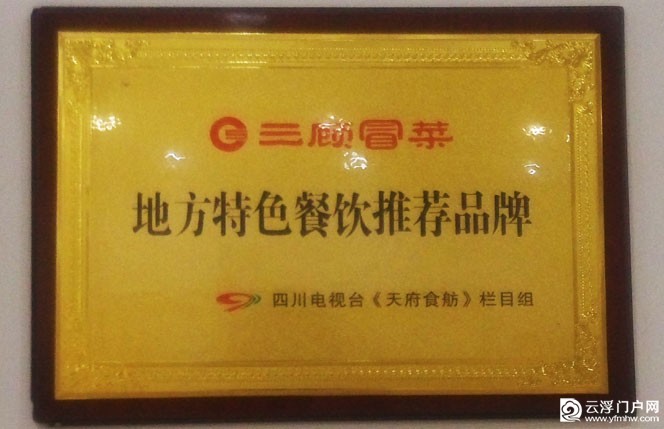 三顾冒菜
地方特色餐饮推荐品牌
四川电视台《天府食舫》栏目组
云浮门户网
www.yfmhw.com